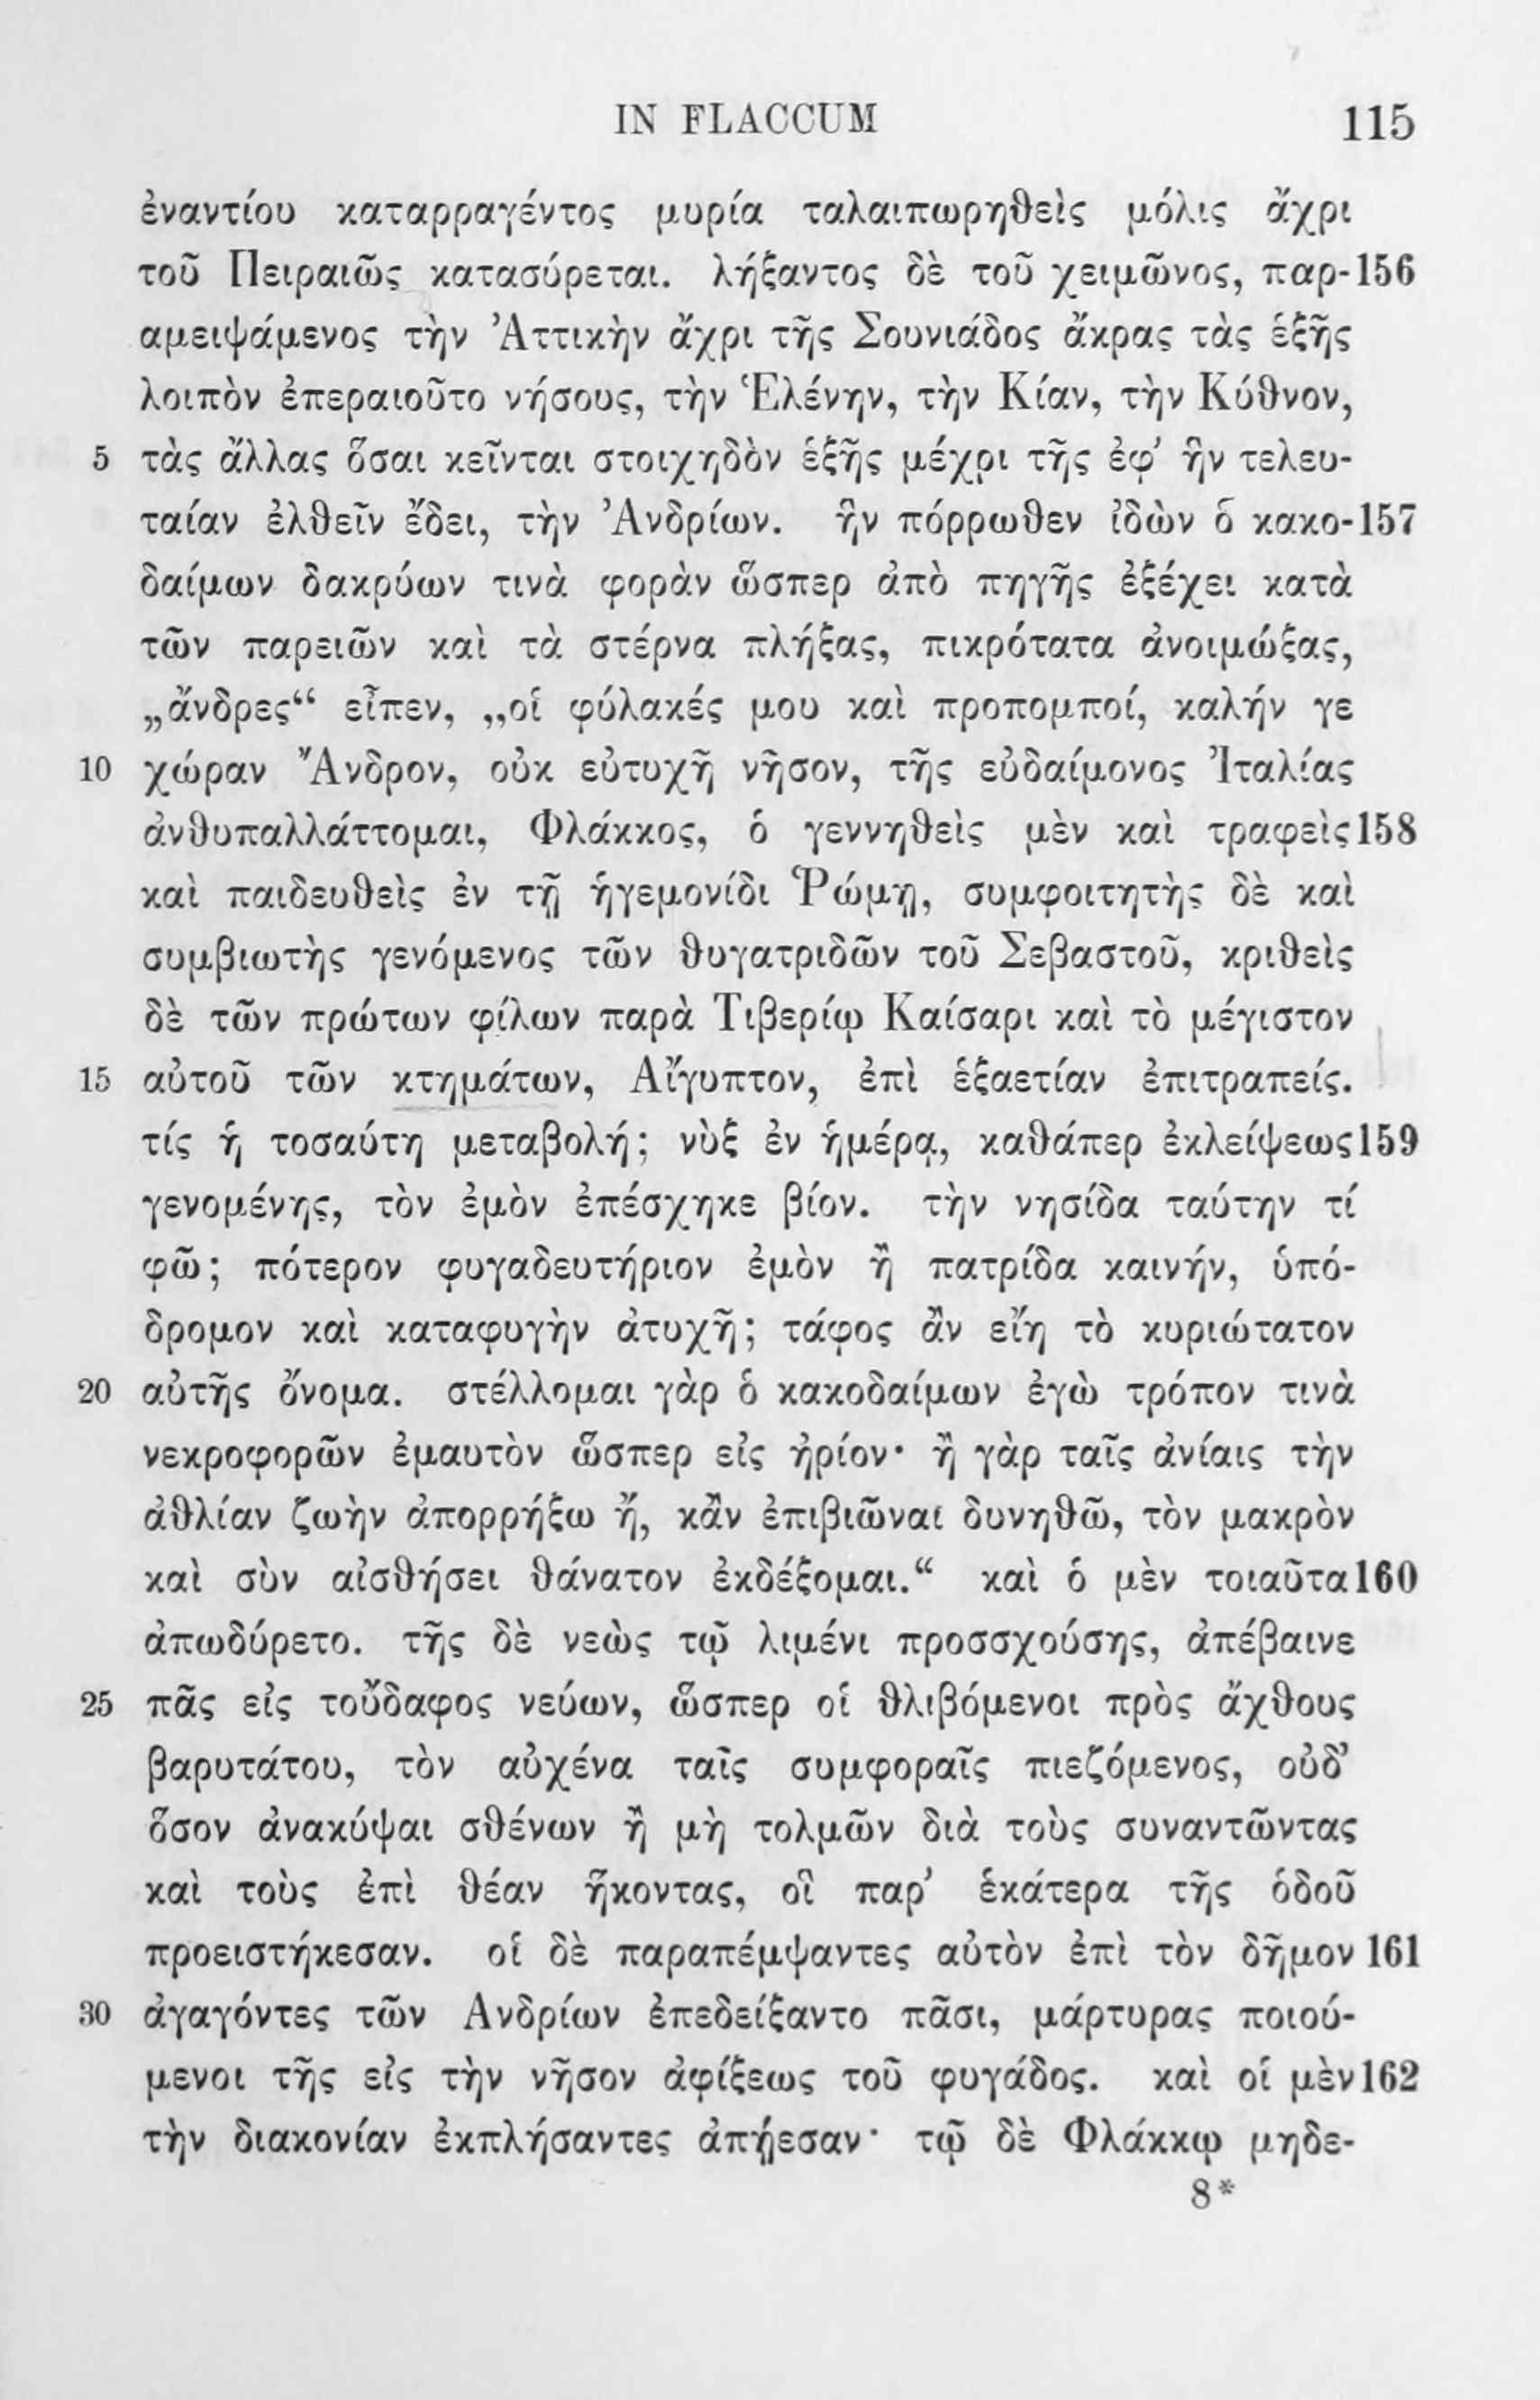 IN FLACCUM 115
ἐναντίου καταρραγέντος μυρία ταλαιπωρηθεὶς μόλις ἄχρι
τοῦ Πειραιῶς κατασύρεται. λήξαντος δὲ τοῦ χειμῶνος, παρ- 156
αμειψάμενος τὴν Ἀττικὴν ἄχρι τῆς Σουνιάδος ἄκρας τὰς ἑξῆς
λοιπὸν ἐπεραιοῦτο νήσους, τὴν Ἑλένην, τὴν Κίαν, τὴν Κύθνον,
5 τὰς ἄλλας ὅσαι κεῖνται στοιχηδὸν ἑξῆς μέχρι τῆς ἐφ’ ἣν τελευ-
ταίαν ἐλθεῖν ἔδει, τὴν Ἀνδρίων. ἣν πόρρωθεν ἰδὼν ὁ κακο- 157
δαίμων δακρύων τινὰ φορὰν ὥσπερ ἀπὸ πηγῆς ἐξέχει κατὰ
τῶν παρειῶν καὶ τὰ στέρνα πλήξας, πικρότατα ἀνοιμώξας,
„ἄνδρες“ εἶπεν, „οἱ φύλακές μου καὶ προπομποί, καλήν γε
10 χώραν Ἄνδρον, οὐκ εὐτυχῆ νῆσον, τῆς εὐδαίμονος Ἰταλίας
ἀνθυπαλλάττομαι, Φλάκκος, ὁ γεννηθεὶς μὲν καὶ τραφεὶς 158
καὶ παιδευθεὶς ἐν τῇ ἡγεμονίδι Ῥώμῃ, συμφοιτητὴς δὲ καὶ
συμβιωτὴς γενόμενος τῶν θυγατριδῶν τοῦ Σεβαστοῦ, κριθεὶς
δὲ τῶν πρώτων φίλων παρὰ Τιβερίῳ Καίσαρι καὶ τὸ μέγιστον
15 αὐτοῦ τῶν κτημάτων, Αἴγυπτον, ἐπὶ ἑξαετίαν ἐπιτραπείς.
τίς ἡ τοσαύτη μεταβολή; νὺξ ἐν ἡμέρᾳ, καθάπερ ἐκλείψεως 159
γενομένης, τὸν ἐμὸν ἐπέσχηκε βίον. τὴν νησίδα ταύτην τί
φῶ; πότερον φυγαδευτήριον ἐμὸν ἢ πατρίδα καινήν, ὑπό-
δρομον καὶ καταφυγὴν ἀτυχῆ; τάφος ἂν εἴη τὸ κυριώτατον
20 αὐτῆς ὄνομα. στέλλομαι γὰρ ὁ κακοδαίμων ἐγὼ τρόπον τινὰ
νεκροφορῶν ἐμαυτὸν ὥσπερ εἰς ἠρίον· ἢ γὰρ ταῖς ἀνίαις τὴν
ἀθλίαν ζωὴν ἀπορρήξω ἤ, κἂν ἐπιβιῶναι δυνηθῶ, τὸν μακρὸν
καὶ σὺν αἰσθήσει θάνατον ἐκδέξομαι.“ καὶ ὁ μὲν τοιαῦτα 160
ἀπωδύρετο. τῆς δὲ νεὼς τῷ λιμένι προσσχούσης, ἀπέβαινε
25 πᾶς εἰς τοὔδαφος νεύων, ὥσπερ οἱ θλιβόμενοι πρὸς ἄχθους
βαρυτάτου, τὸν αὐχένα ταῖς συμφοραῖς πιεζόμενος, οὐδ’
ὅσον ἀνακύψαι σθένων ἢ μὴ τολμῶν διὰ τοὺς συναντῶντας
καὶ τοὺς ἐπὶ θέαν ἥκοντας, οἳ παρ’ ἑκάτερα τῆς ὁδοῦ
προειστήκεσαν. οἱ δὲ παραπέμψαντες αὐτὸν ἐπὶ τὸν δῆμον 161
30 ἀγαγόντες τῶν Ἀνδρίων ἐπεδείξαντο πᾶσι, μάρτυρας ποιού-
μενοι τῆς εἰς τὴν νῆσον ἀφίξεως τοῦ φυγάδος. καὶ οἱ μὲν 162
τὴν διακονίαν ἐκπλήσαντες ἀπῄεσαν· τῷ δὲ Φλάκκῳ μηδε-
8*